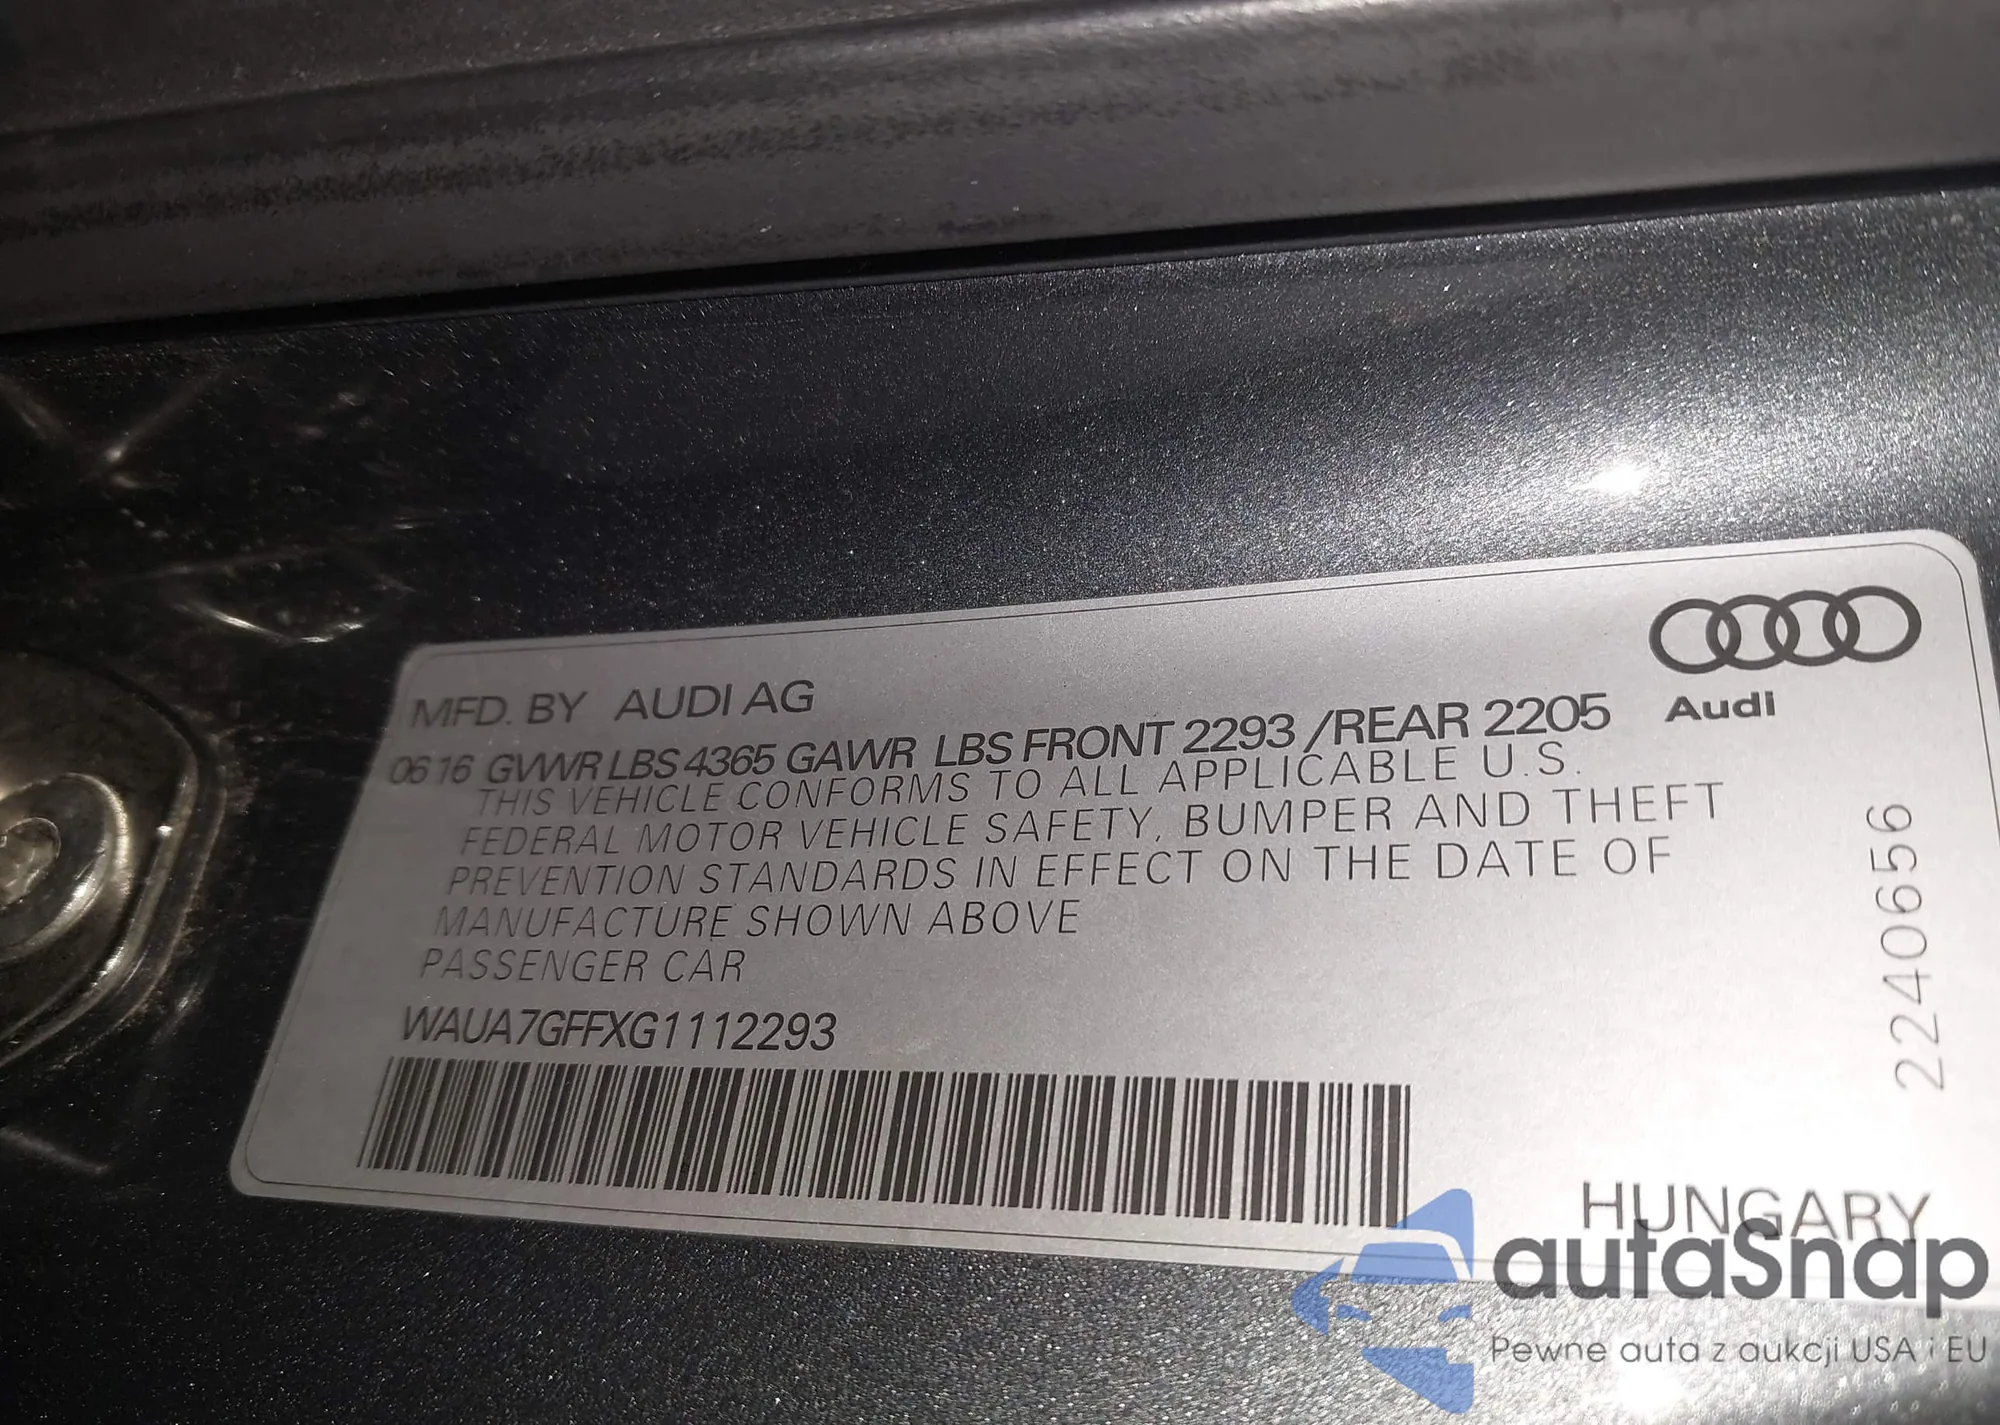 MFD. BY AUDI AG
0616 GVWR LBS 4365 GAWR LBS FRONT 2293 /REAR 2205
Audi
THIS VEHICLE CONFORMS TO ALL APPLICABLE U.S.
FEDERAL MOTOR VEHICLE SAFETY, BUMPER AND THEFT
PREVENTION STANDARDS IN EFFECT ON THE DATE OF
MANUFACTURE SHOWN ABOVE
PASSENGER CAR
WAUA7GFFXG1112293
2240656
HUNGARY
autaSnap
Pewne auta z aukcji USA i EU